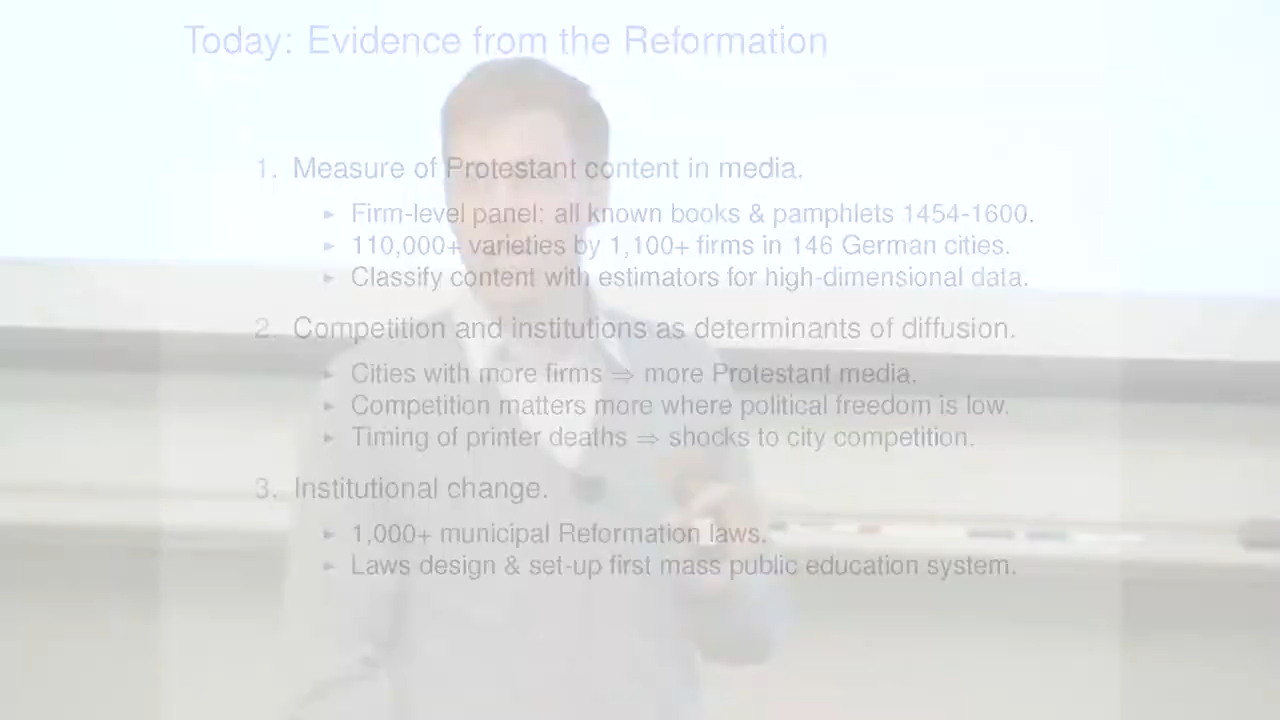 Today: Evidence from the Reformation
1. Measure of Protestant content in media.
► Firm-level panel: all known books & pamphlets 1454-1600.
► 110,000+ varieties by 1,100+ firms in 146 German cities.
► Classify content with estimators for high-dimensional data.
2. Competition and institutions as determinants of diffusion.
► Cities with more firms ⇒ more Protestant media.
► Competition matters more where political freedom is low.
► Timing of printer deaths ⇒ shocks to city competition.
3. Institutional change.
► 1,000+ municipal Reformation laws.
► Laws design & set-up first mass public education system.